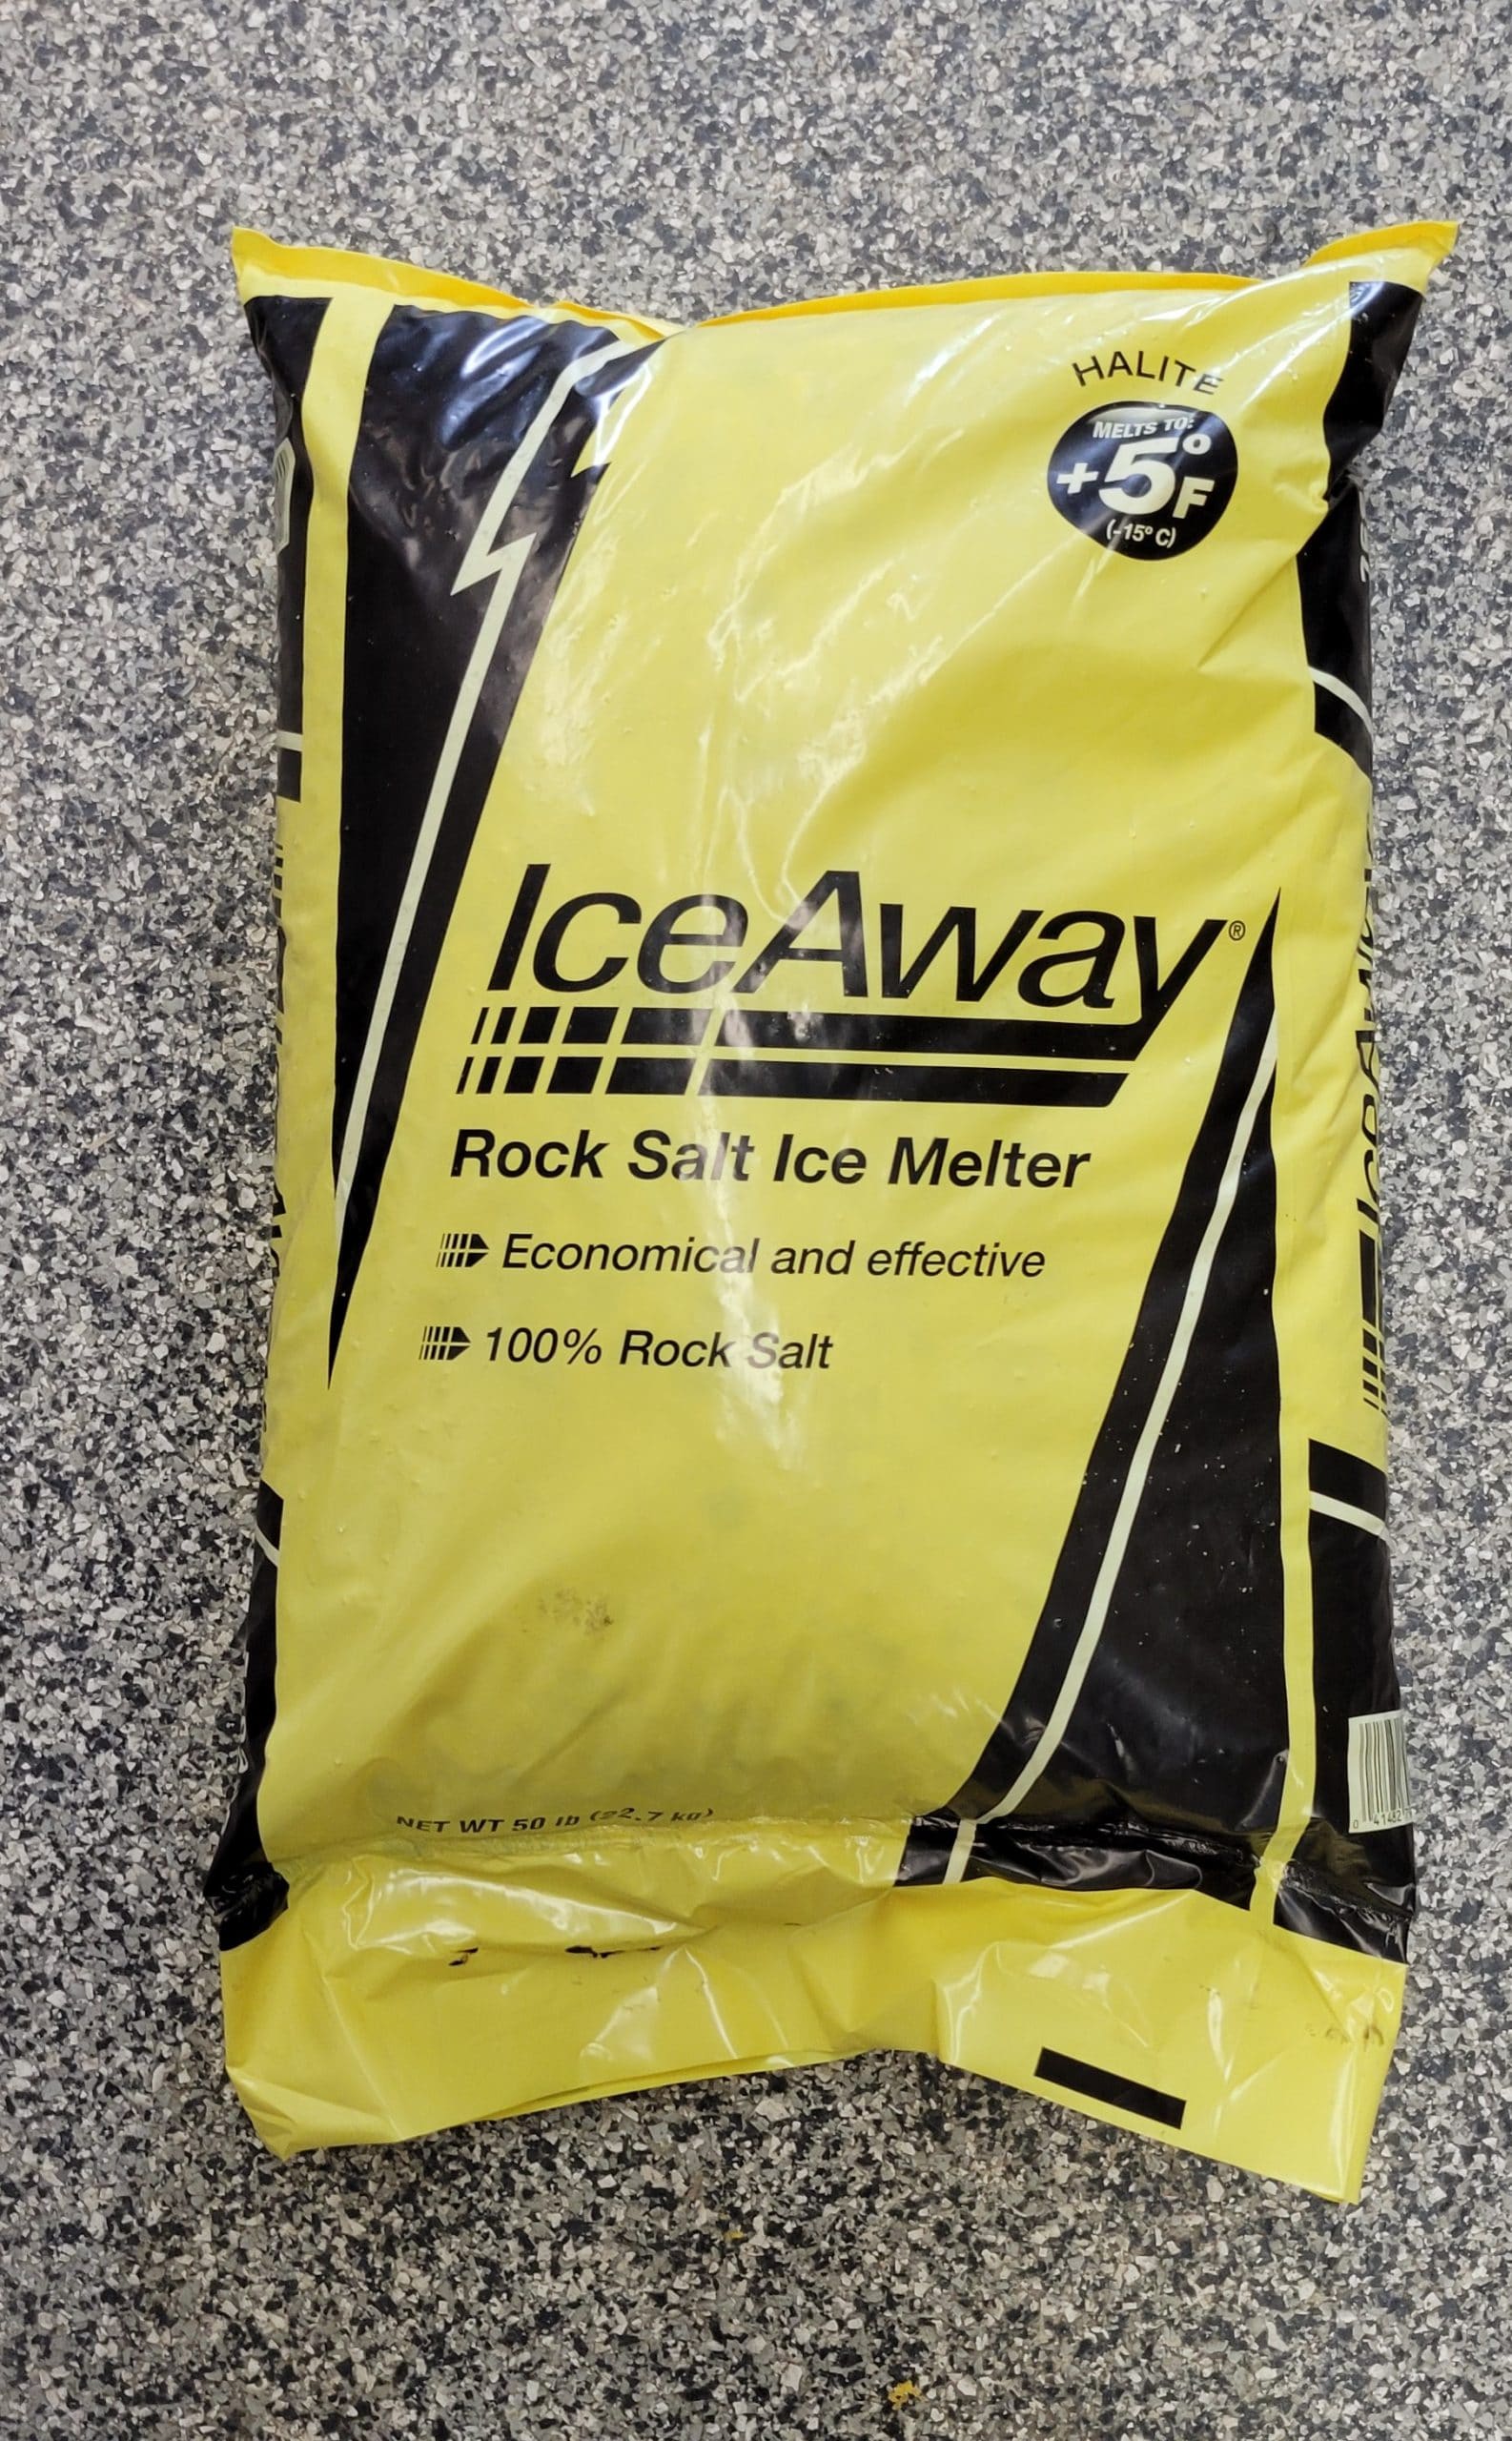 HALITE
MELTS TO:
+5°F
(-15° C)
IceAway®
Rock Salt Ice Melter
Economical and effective
100% Rock Salt
NET WT 50 lb (22.7 kg)
IceAway